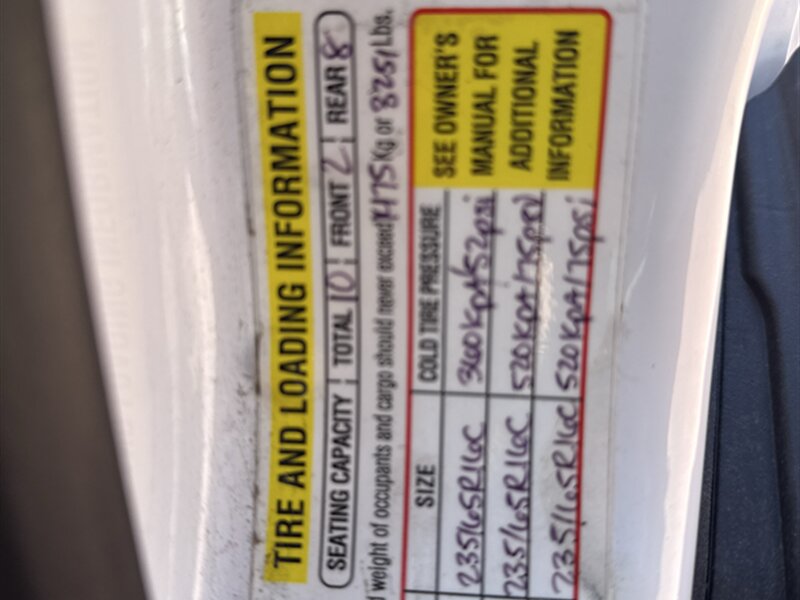 TIRE AND LOADING INFORMATION
SEATING CAPACITY TOTAL 10 FRONT 2 REAR 8
weight of occupants and cargo should never exceed Kg or Lbs.
SIZE COLD TIRE PRESSURE
235/65R16C 360KpA/52psi
235/65R16C 520KpA/75psi
235/65R16C 520KpA/75psi
SEE OWNER'S
MANUAL FOR
ADDITIONAL
INFORMATION